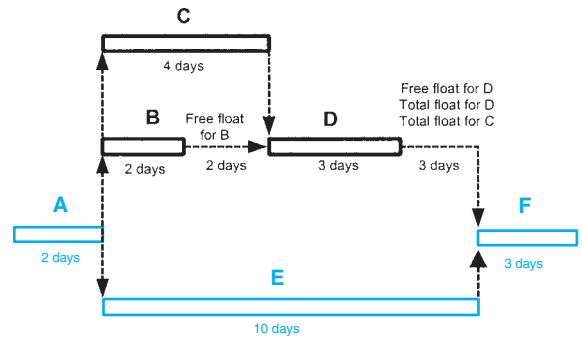 C
4 days
B
Free float
for B
2 days
2 days
D
3 days
Free float for D
Total float for D
Total float for C
3 days
A
2 days
F
3 days
E
10 days